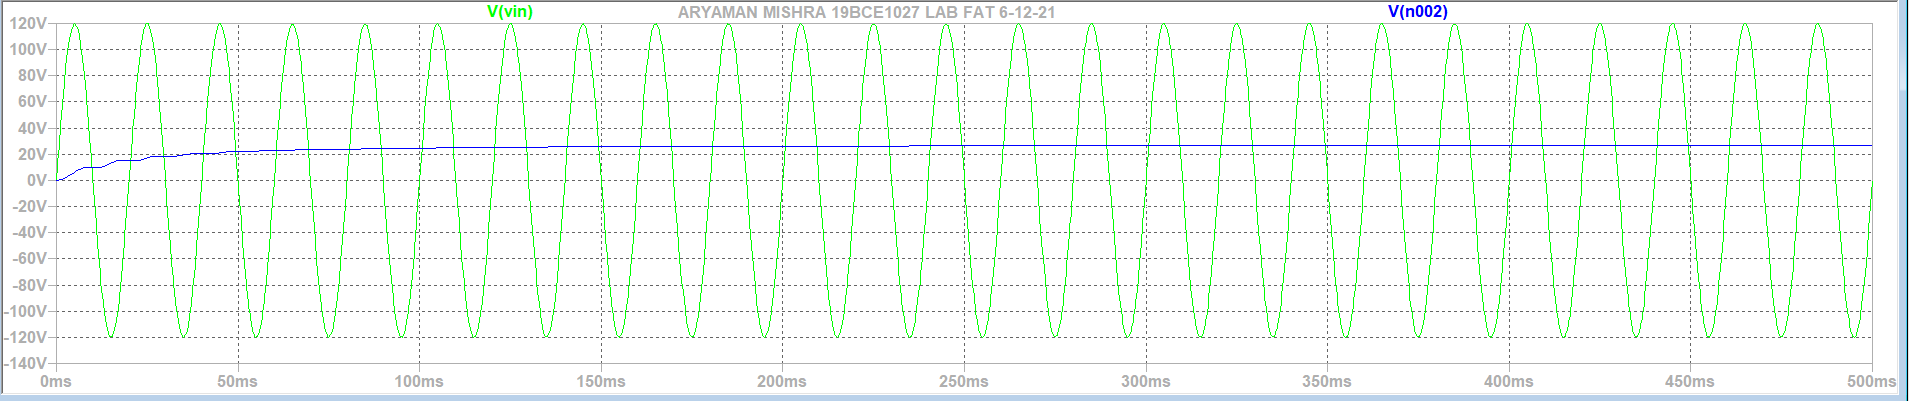 V(vin) ARYAMAN MISHRA 19BCE1027 LAB FAT 6-12-21 V(n002)
120V
100V
80V
60V
40V
20V
0V
-20V
-40V
-60V
-80V
-100V
-120V
-140V
0ms 50ms 100ms 150ms 200ms 250ms 300ms 350ms 400ms 450ms 500ms